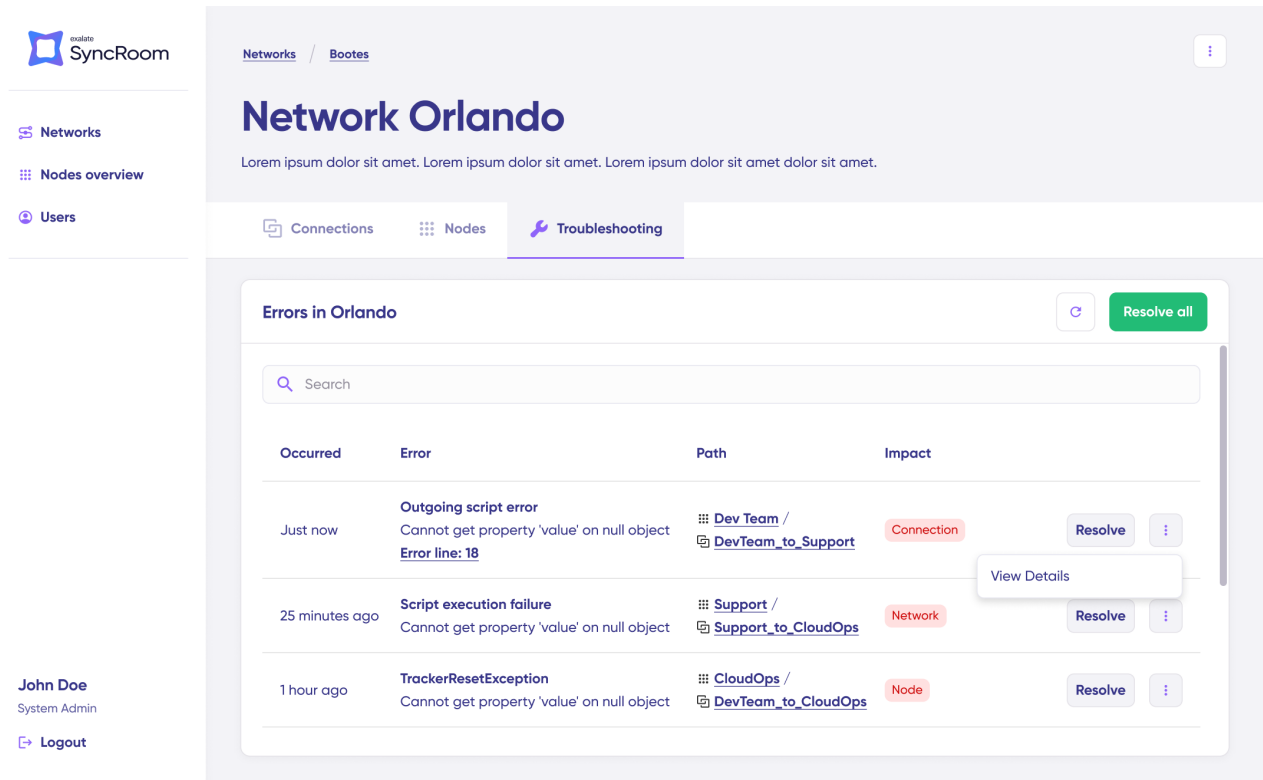 exalate
SyncRoom
Networks
Nodes overview
Users
John Doe
System Admin
Logout
Networks / Bootes
Network Orlando
Lorem ipsum dolor sit amet. Lorem ipsum dolor sit amet. Lorem ipsum dolor sit amet dolor sit amet.
Connections Nodes Troubleshooting
Errors in Orlando
Resolve all
Search
Occurred Error Path Impact
Just now
Outgoing script error
Cannot get property 'value' on null object
Error line: 18
Dev Team /
DevTeam_to_Support
Connection
Resolve
View Details
25 minutes ago
Script execution failure
Cannot get property 'value' on null object
Support /
Support_to_CloudOps
Network
Resolve
1 hour ago
TrackerResetException
Cannot get property 'value' on null object
CloudOps /
DevTeam_to_CloudOps
Node
Resolve